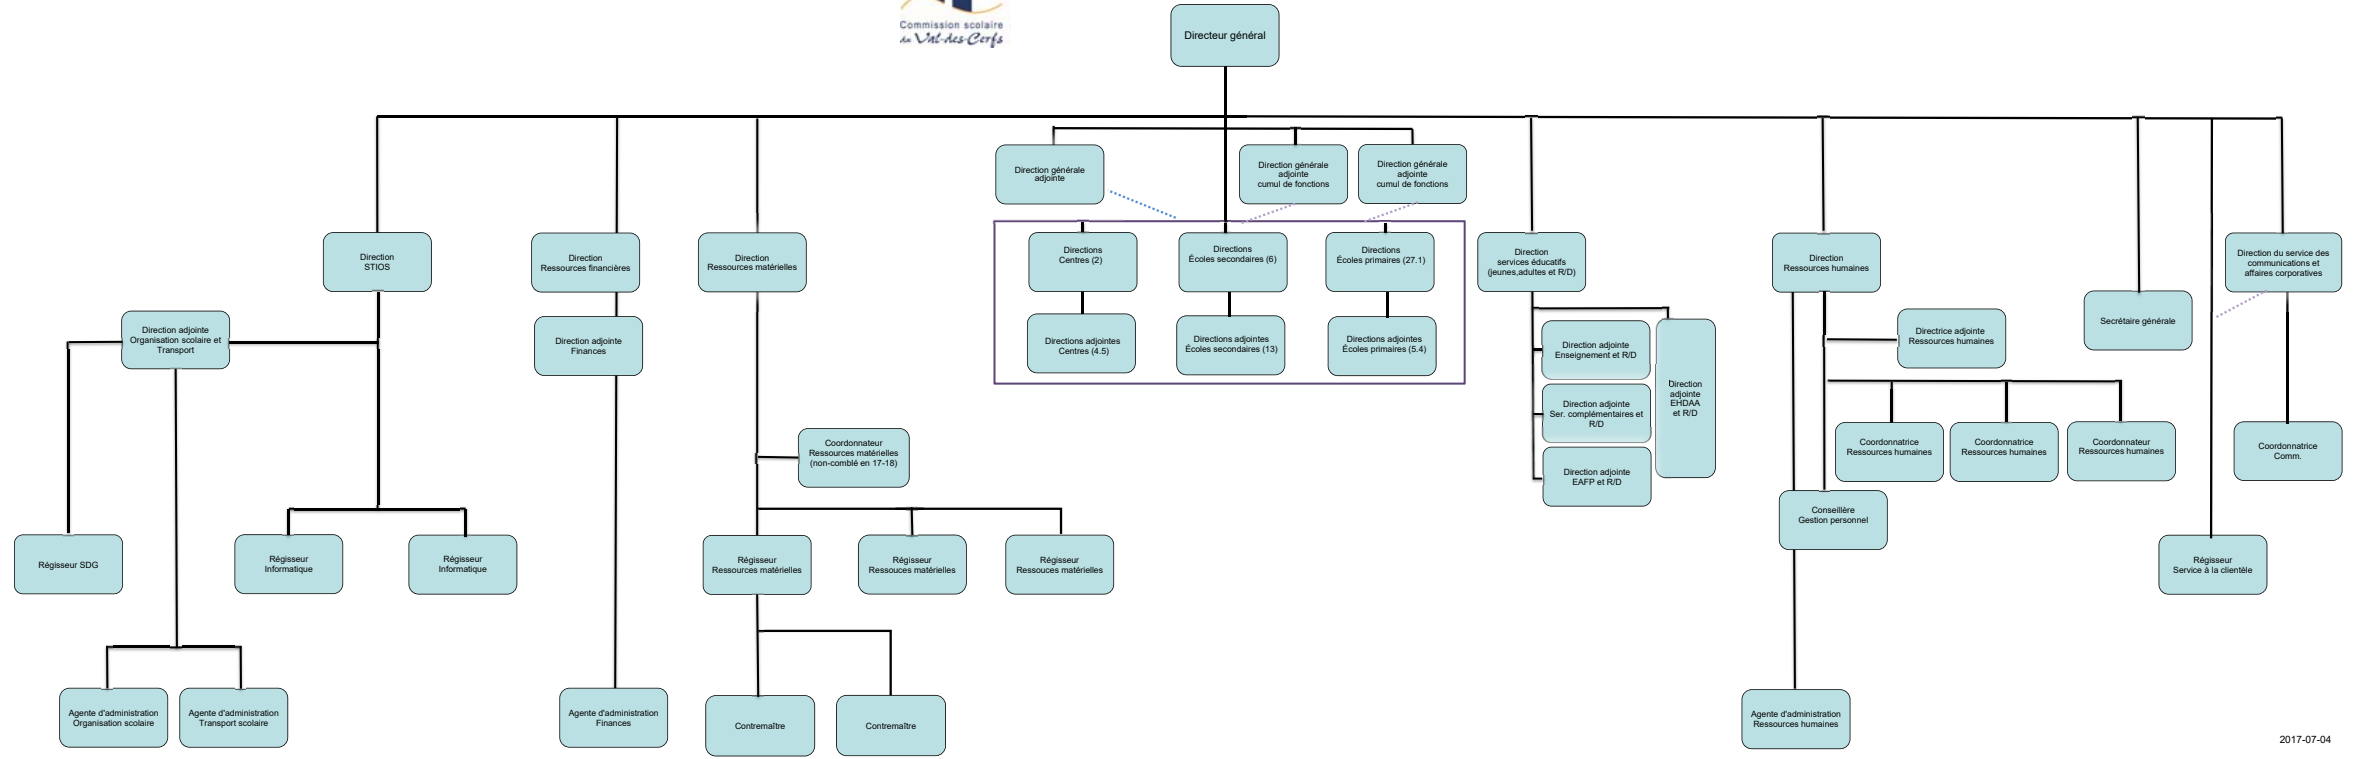 Commission scolaire
du Val-des-Cerfs
Directeur général
Direction générale
adjointe
Direction générale
adjointe
cumul de fonctions
Direction générale
adjointe
cumul de fonctions
Direction
STIOS
Direction
Ressources financières
Direction
Ressources matérielles
Directions
Centres (2)
Directions
Écoles secondaires (6)
Directions
Écoles primaires (27.1)
Direction
services éducatifs
(jeunes,adultes et R/D)
Direction
Ressources humaines
Direction du service des
communications et
affaires corporatives
Secrétaire générale
Direction adjointe
Organisation scolaire et
Transport
Direction adjointe
Finances
Directions adjointes
Centres (4.5)
Directions adjointes
Écoles secondaires (13)
Directions adjointes
Écoles primaires (5.4)
Direction adjointe
Enseignement et R/D
Direction adjointe
Ser. complémentaires et
R/D
Direction adjointe
EAFP et R/D
Direction
adjointe
EHDAA
et R/D
Directrice adjointe
Ressources humaines
Coordonnateur
Ressources matérielles
(non-comblé en 17-18)
Coordonnatrice
Ressources humaines
Coordonnatrice
Ressources humaines
Coordonnateur
Ressources humaines
Coordonnatrice
Comm.
Conseillère
Gestion personnel
Régisseur SDG
Régisseur
Informatique
Régisseur
Informatique
Régisseur
Ressouces matérielles
Régisseur
Ressouces matérielles
Régisseur
Ressouces matérielles
Régisseur
Service à la clientèle
Agente d'administration
Organisation scolaire
Agente d'administration
Transport scolaire
Agente d'administration
Finances
Contremaître
Contremaître
Agente d'administration
Ressources humaines
2017-07-04